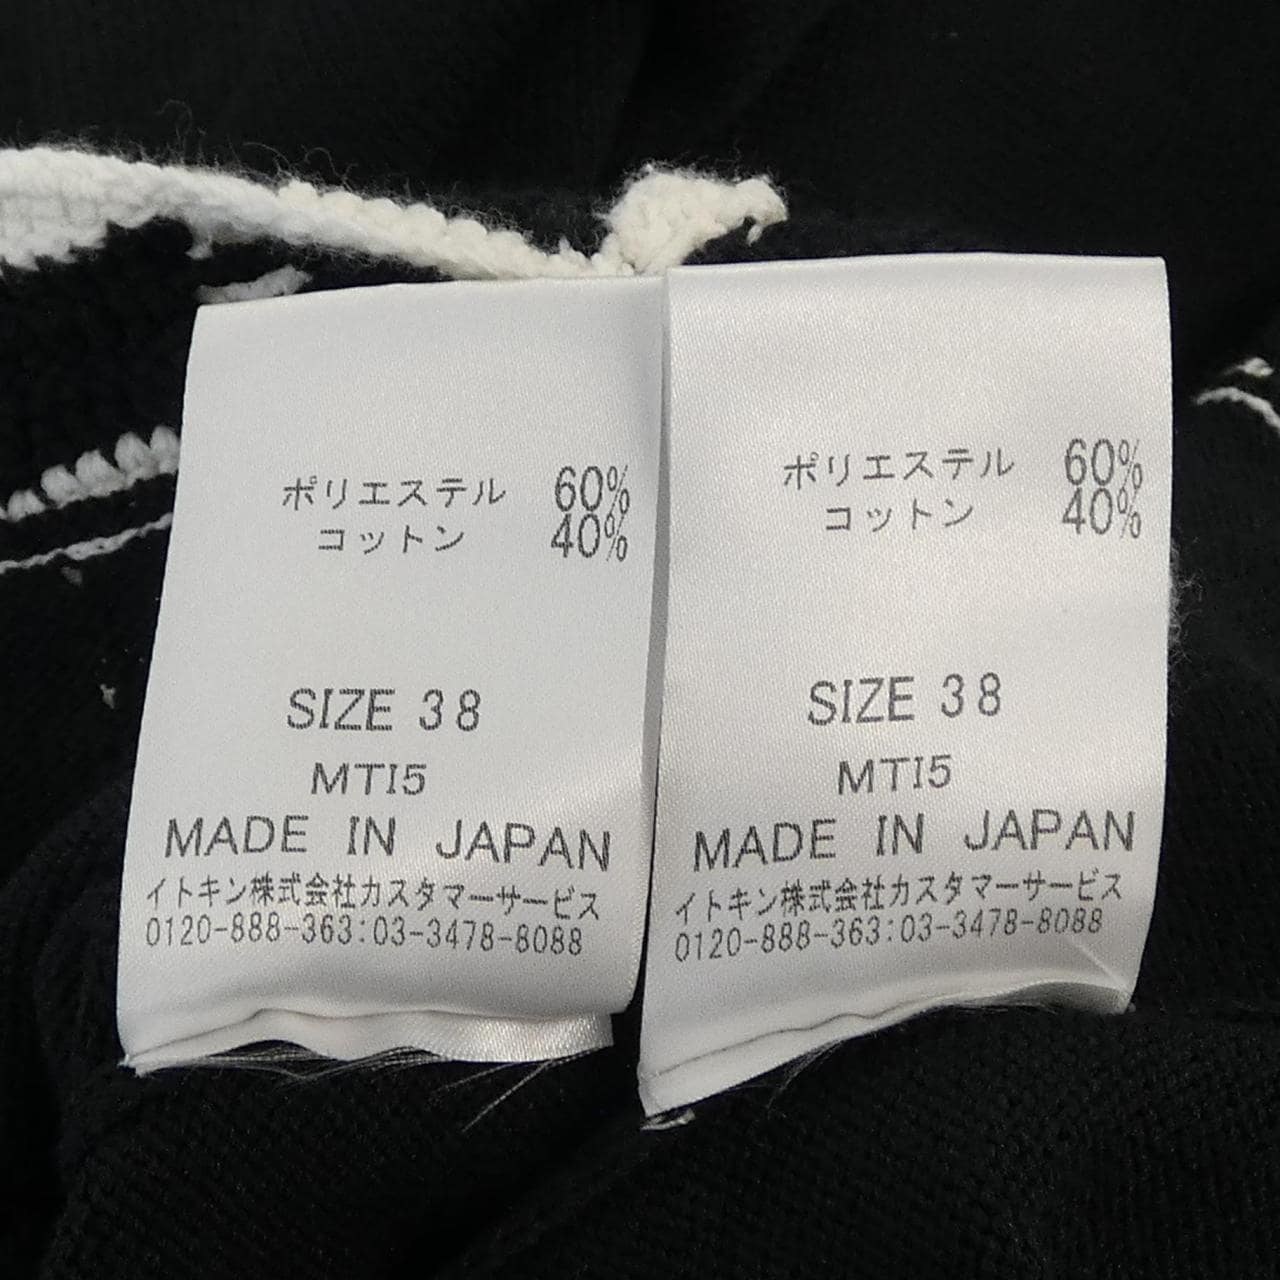 ポリエステル 60%
コットン 40%
SIZE 38
MTI5
MADE IN JAPAN
イトキン株式会社カスタマーサービス
0120-888-363:03-3478-8088
ポリエステル 60%
コットン 40%
SIZE 38
MTI5
MADE IN JAPAN
イトキン株式会社カスタマーサービス
0120-888-363:03-3478-8088